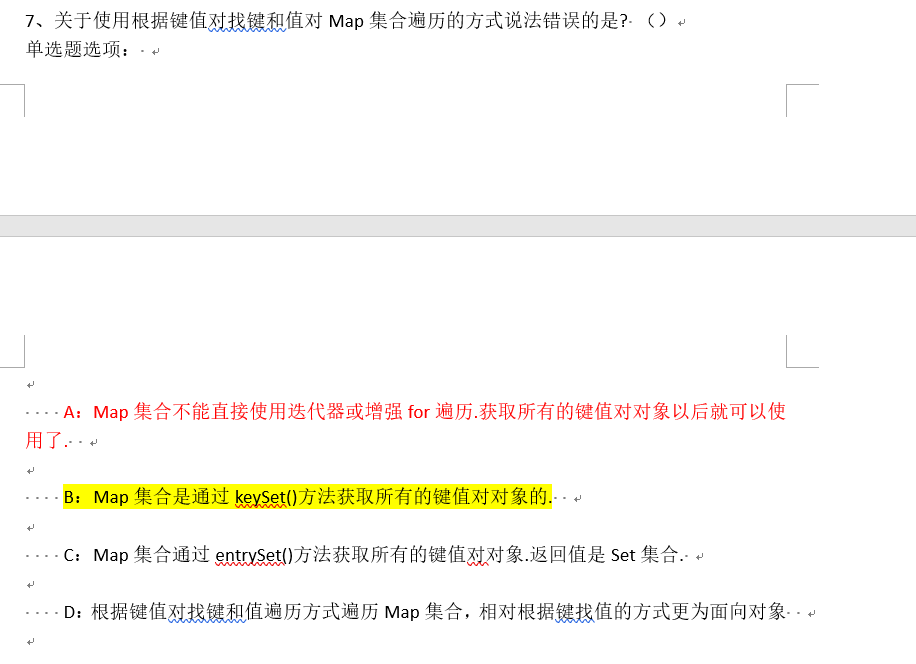 7、关于使用根据键值对找键和值对 Map 集合遍历的方式说法错误的是? （）
单选题选项：
A：Map 集合不能直接使用迭代器或增强 for 遍历.获取所有的键值对对象以后就可以使
用了.
B：Map 集合是通过 keySet()方法获取所有的键值对对象的.
C：Map 集合通过 entrySet()方法获取所有的键值对对象.返回值是 Set 集合.
D：根据键值对找键和值遍历方式遍历 Map 集合，相对根据键找值的方式更为面向对象